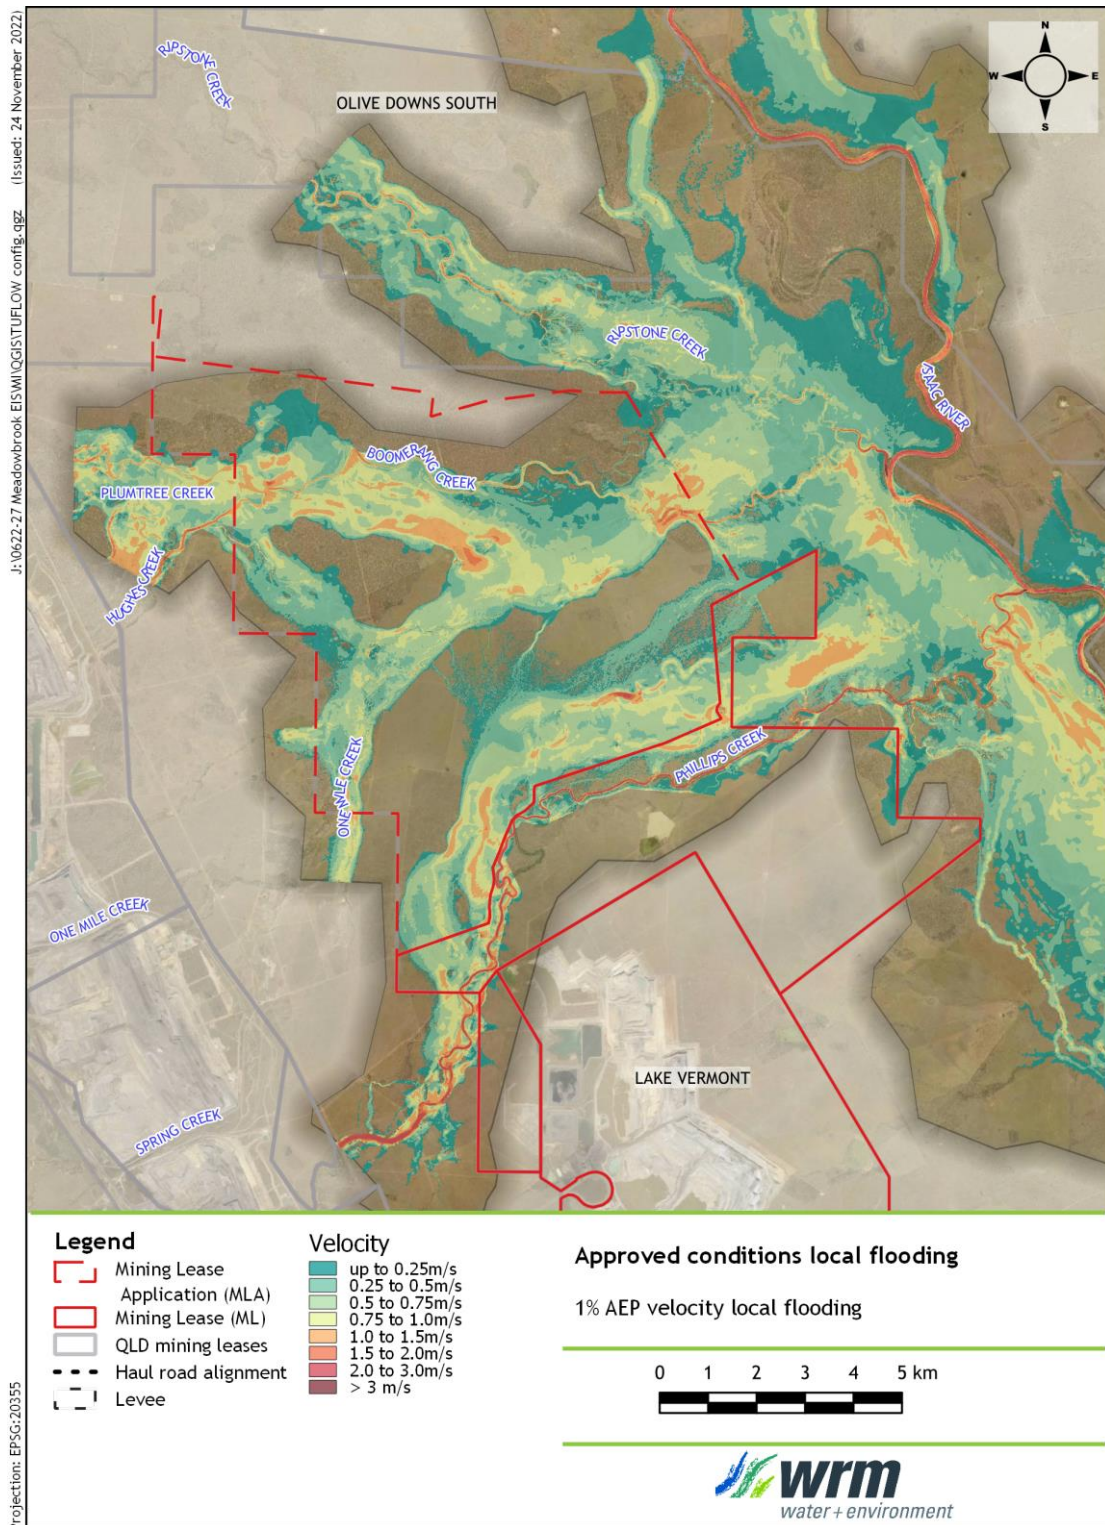 J:\0622-27 Meadowbrook EISWMI\QGIS\TUFLOW_config.qgz (Issued: 24 November 2022)
Projection: EPSG:20355
N
W
E
S
RIPSTONE CREEK
OLIVE DOWNS SOUTH
RIPSTONE CREEK
ISAAC RIVER
BOOMERANG CREEK
PLUMTREE CREEK
HUGHES CREEK
PHILLIPS CREEK
ONE MILE CREEK
ONE MILE CREEK
LAKE VERMONT
SPRING CREEK
Legend
Mining Lease
Application (MLA)
Mining Lease (ML)
QLD mining leases
Haul road alignment
Levee
Velocity
up to 0.25m/s
0.25 to 0.5m/s
0.5 to 0.75m/s
0.75 to 1.0m/s
1.0 to 1.5m/s
1.5 to 2.0m/s
2.0 to 3.0m/s
> 3 m/s
Approved conditions local flooding
1% AEP velocity local flooding
0 1 2 3 4 5 km
wrm
water + environment